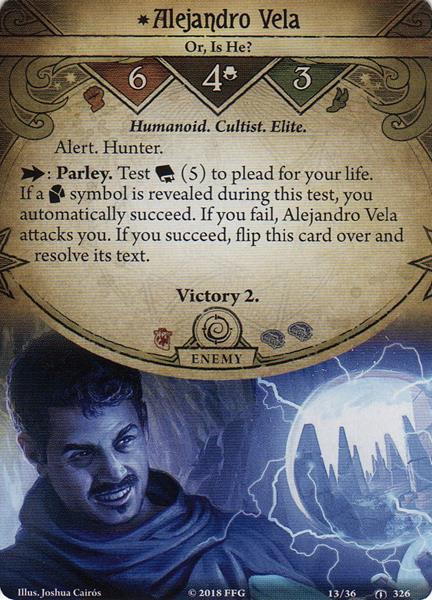 Alejandro Vela
Or, Is He?
6 4 3
Humanoid. Cultist. Elite.
Alert. Hunter.
: Parley. Test (5) to plead for your life.
If a symbol is revealed during this test, you
automatically succeed. If you fail, Alejandro Vela
attacks you. If you succeed, flip this card over and
resolve its text.
Victory 2.
ENEMY
Illus. Joshua Cairós © 2018 FFG 13/36 326